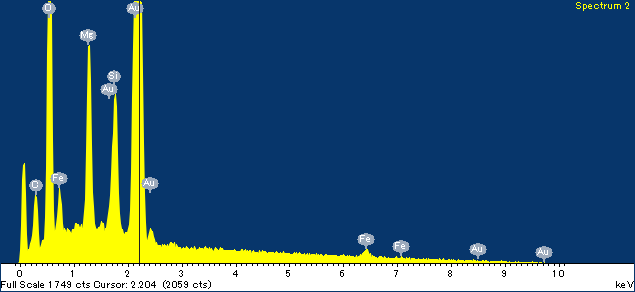 Spectrum 2
O Au
Mg
Si
Au
Fe
C
Au
Fe Fe Au Au
0 1 2 3 4 5 6 7 8 9 10
Full Scale 1749 cts Cursor: 2.204 (2059 cts) keV